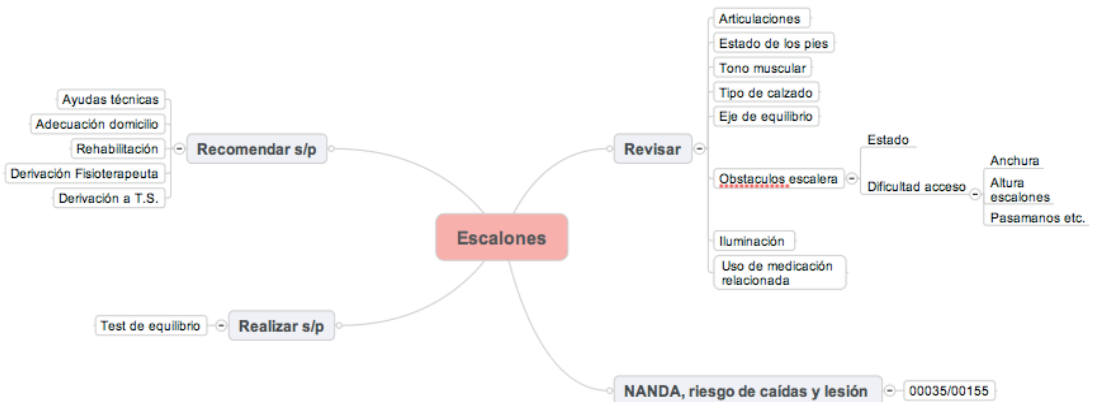 Escalones
Recomendar s/p
Ayudas técnicas
Adecuación domicilio
Rehabilitación
Derivación Fisioterapeuta
Derivación a T.S.
Realizar s/p
Test de equilibrio
Revisar
Articulaciones
Estado de los pies
Tono muscular
Tipo de calzado
Eje de equilibrio
Obstaculos escalera
Estado
Dificultad acceso
Anchura
Altura
escalones
Pasamanos etc.
Iluminación
Uso de medicación
relacionada
NANDA, riesgo de caídas y lesión
00035/00155